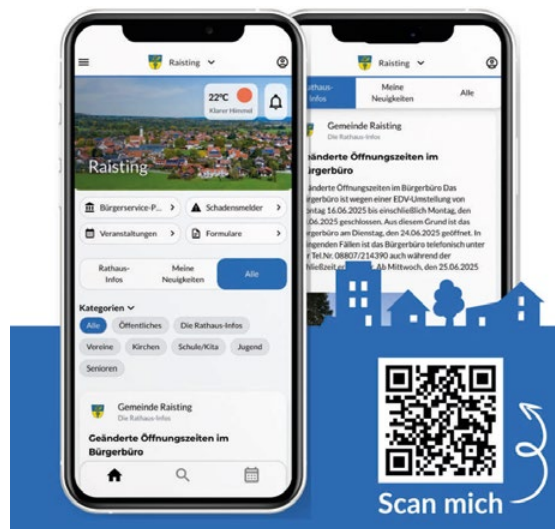 Raisting
22°C
Klarer Himmel
Raisting
Bürgerservice-P...
Schadensmelder
Veranstaltungen
Formulare
Rathaus-
Infos
Meine
Neuigkeiten
Alle
Kategorien
Alle
Öffentliches
Die Rathaus-Infos
Vereine
Kirchen
Schule/Kita
Jugend
Senioren
Gemeinde Raisting
Die Rathaus-Infos
Geänderte Öffnungszeiten im
Bürgerbüro
Raisting
athaus-
Infos
Meine
Neuigkeiten
Alle
Gemeinde Raisting
Die Rathaus-Infos
eänderte Öffnungszeiten im
ürgerbüro
änderte Öffnungszeiten im Bürgerbüro Das
rgerbüro ist wegen einer EDV-Umstellung von
ontag 16.06.2025 bis einschließlich Montag, den
.06.2025 geschlossen. Aus diesem Grund ist das
rgerbüro am Dienstag, den 24.06.2025 geöffnet. In
ingenden Fällen ist das Bürgerbüro telefonisch unter
r Tel.Nr. 08807/214390 auch während der
Ab Mittwoch, den 25.06.2025
Scan mich